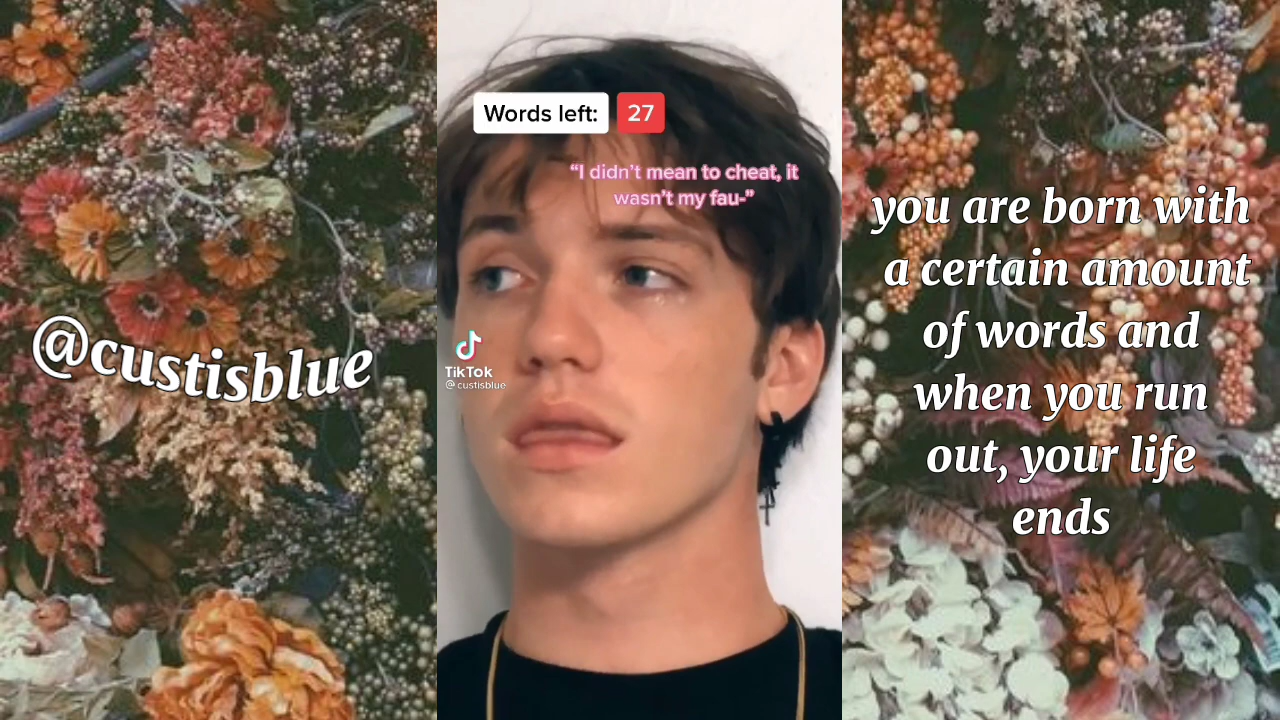 @custisblue
Words left: 27
“I didn’t mean to cheat, it
wasn’t my fau-”
TikTok
@custisblue
you are born with
a certain amount
of words and
when you run
out, your life
ends